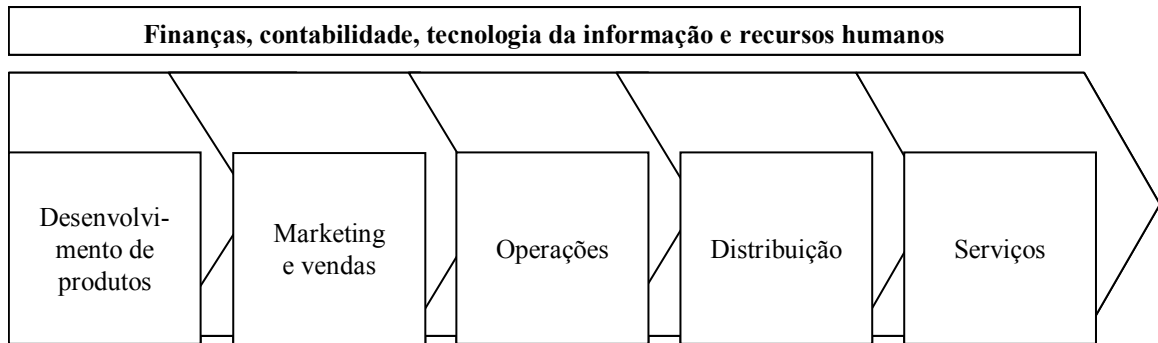 Finanças, contabilidade, tecnologia da informação e recursos humanos
Desenvolvi-
mento de
produtos
Marketing
e vendas
Operações
Distribuição
Serviços